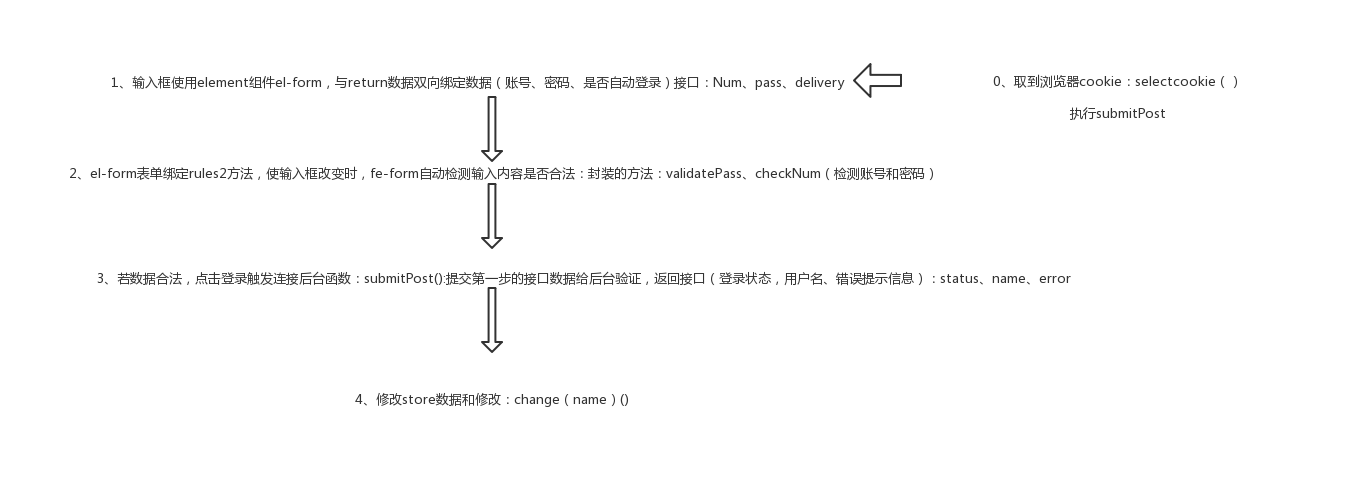 1、输入框使用element组件el-form，与return数据双向绑定数据（账号、密码、是否自动登录）接口：Num、pass、delivery
0、取到浏览器cookie：selectcookie（ ）
执行submitPost
2、el-form表单绑定rules2方法，使输入框改变时，fe-form自动检测输入内容是否合法：封装的方法：validatePass、checkNum（检测账号和密码）
3、若数据合法，点击登录触发连接后台函数：submitPost():提交第一步的接口数据给后台验证，返回接口（登录状态，用户名、错误提示信息）：status、name、error
4、修改store数据和修改：change（name）()